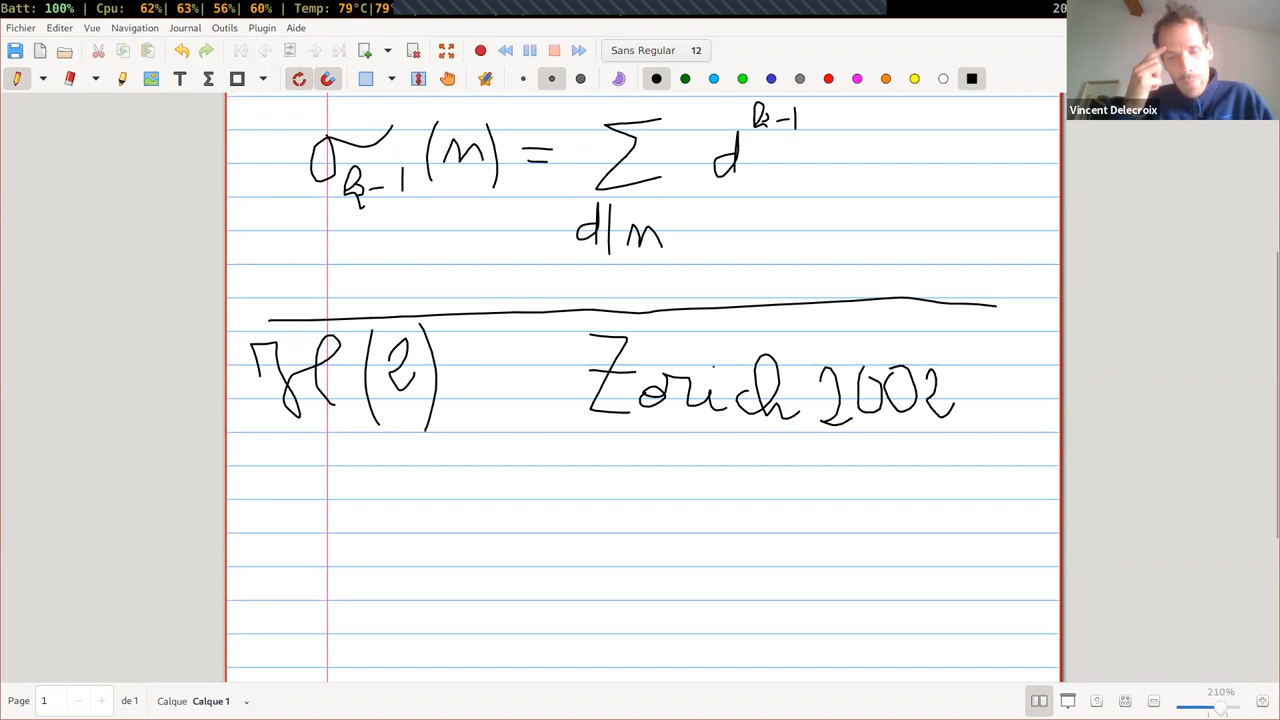 Batt: 100% | Cpu: 62%| 63%| 56%| 60% | Temp: 79°C|79°
20
Fichier Editer Vue Navigation Journal Outils Plugin Aide
Sans Regular 12
Vincent Delecroix
σ_{k-1}(n) = ∑_{d|n} d^{k-1}
H(2) Zorich 2002
Page 1 de 1 Calque Calque 1
210%